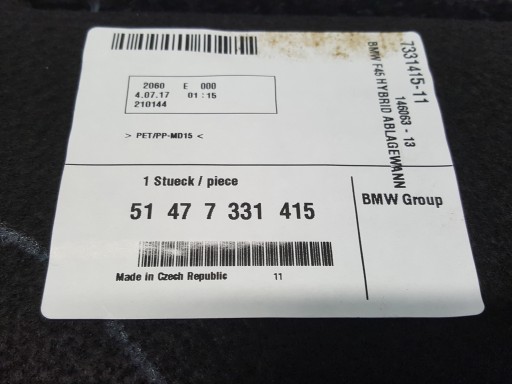 2060 E 000
4.07.17 01:15
210144
> PET/PP-MD15 <
7331415-11
146063 - 13
BMW F45 HYBRID ABLAGEWANN
1 Stueck / piece
51 47 7 331 415
BMW Group
Made in Czech Republic 11